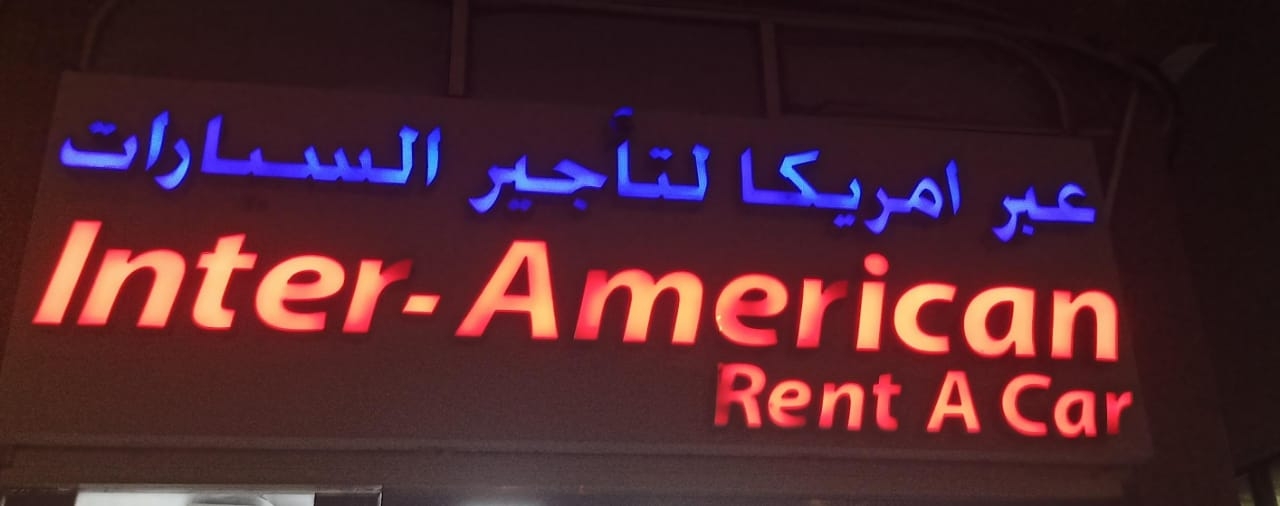 عبر امريكا لتأجير السيارات
Inter-American
Rent A Car